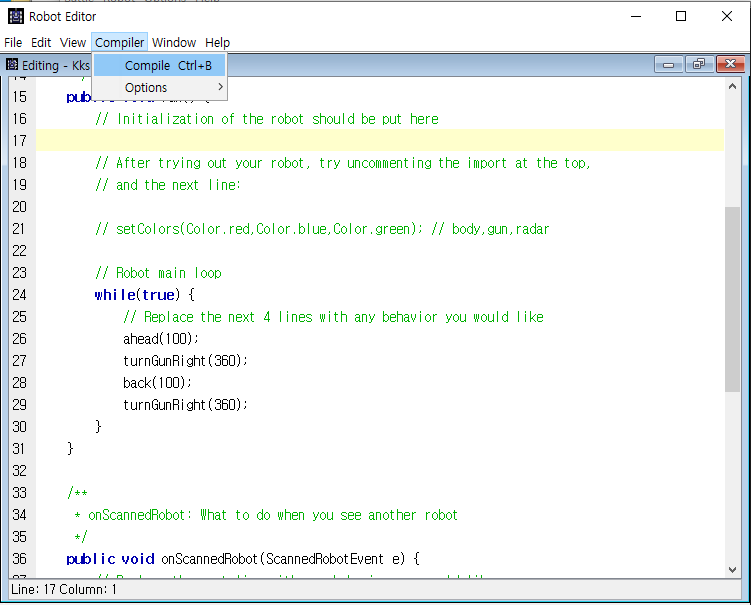 Robot Editor
File Edit View Compiler Window Help
Editing - Kks
Compile Ctrl+B
Options
15 public void run() {
16 // Initialization of the robot should be put here
17
18 // After trying out your robot, try uncommenting the import at the top,
19 // and the next line:
20
21 // setColors(Color.red,Color.blue,Color.green); // body,gun,radar
22
23 // Robot main loop
24 while(true) {
25 // Replace the next 4 lines with any behavior you would like
26 ahead(100);
27 turnGunRight(360);
28 back(100);
29 turnGunRight(360);
30 }
31 }
32
33 /**
34 * onScannedRobot: What to do when you see another robot
35 */
36 public void onScannedRobot(ScannedRobotEvent e) {
Line: 17 Column: 1